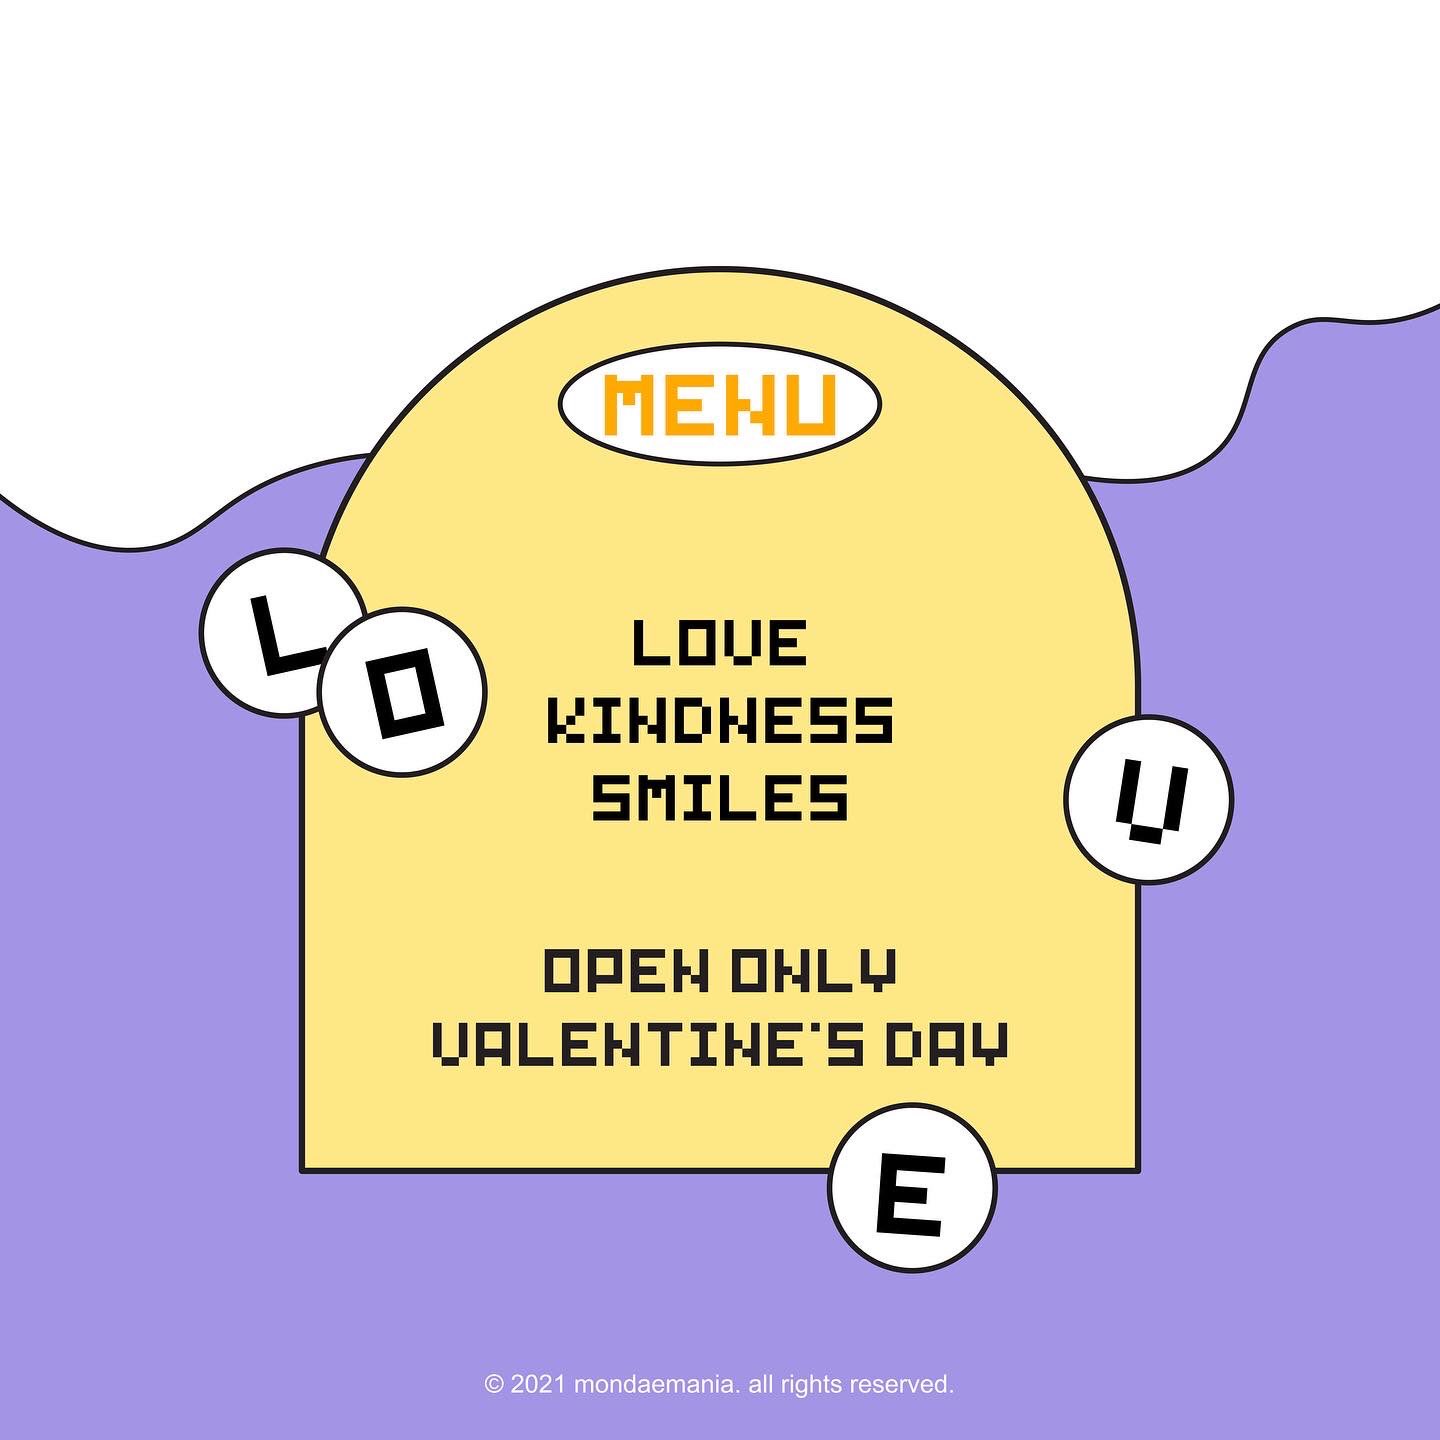 MENU
L
O
LOVE
KINDNESS
SMILES
V
OPEN ONLY
VALENTINE'S DAY
E
© 2021 mondaemania. all rights reserved.